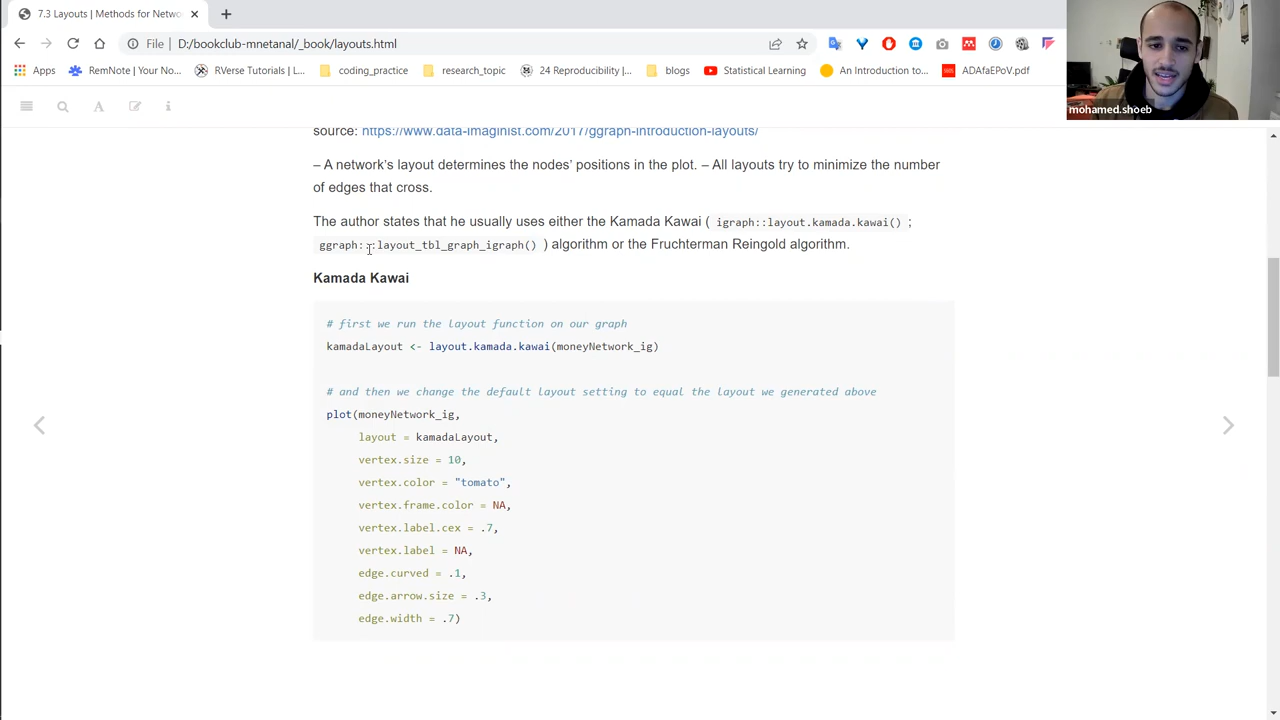 7.3 Layouts | Methods for Netwo
File
D:/bookclub-mnetanal/_book/layouts.html
Apps
RemNote | Your No...
RVersusTutorials | L...
coding_practice
research_topic
24 Reproducibility |...
blogs
Statistical Learning
An Introduction to...
ADAfaEPoV.pdf
mohamed.shoeb
source: https://www.data-imaginist.com/2017/ggraph-introduction-layouts/
– A network's layout determines the nodes' positions in the plot. – All layouts try to minimize the number
of edges that cross.
The author states that he usually uses either the Kamada Kawai ( igraph::layout.kamada.kawai() ;
ggraph:::layout_tbl_graph_igraph() ) algorithm or the Fruchterman Reingold algorithm.
Kamada Kawai
# first we run the layout function on our graph
kamadaLayout <- layout.kamada.kawai(moneyNetwork_ig)
# and then we change the default layout setting to equal the layout we generated above
plot(moneyNetwork_ig,
layout = kamadaLayout,
vertex.size = 10,
vertex.color = "tomato",
vertex.frame.color = NA,
vertex.label.cex = .7,
vertex.label = NA,
edge.curved = .1,
edge.arrow.size = .3,
edge.width = .7)